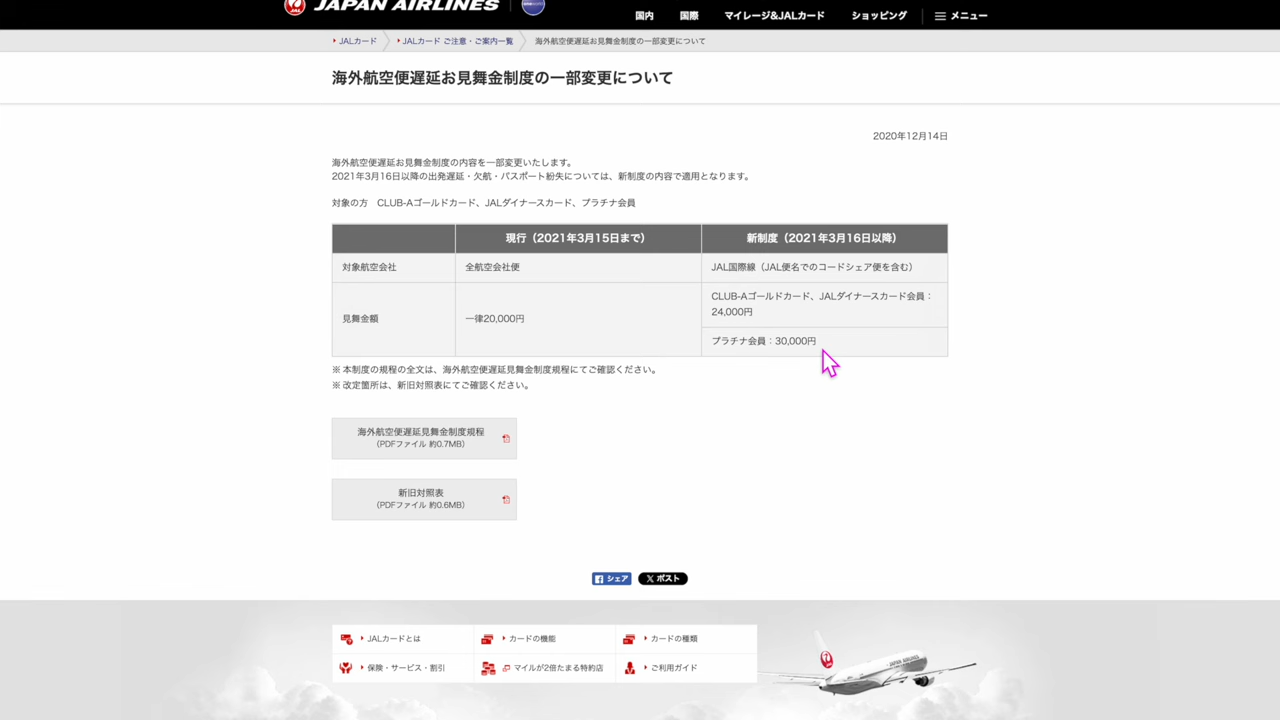 JAPAN AIRLINES
国内 国際 マイレージ&JALカード ショッピング メニュー
JALカード JALカード ご注意・ご案内一覧 海外航空便遅延お見舞金制度の一部変更について
海外航空便遅延お見舞金制度の一部変更について
2020年12月14日
海外航空便遅延お見舞金制度の内容を一部変更いたします。
2021年3月16日以降の出発遅延・欠航・パスポート紛失については、新制度の内容で適用となります。
対象の方 CLUB-Aゴールドカード、JALダイナースカード、プラチナ会員
現行（2021年3月15日まで） 新制度（2021年3月16日以降）
対象航空会社 全航空会社便 JAL国際線（JAL便名でのコードシェア便を含む）
見舞金額 一律20,000円 CLUB-Aゴールドカード、JALダイナースカード会員：
24,000円
プラチナ会員：30,000円
※ 本制度の規程の全文は、海外航空便遅延見舞金制度規程にてご確認ください。
※ 改定箇所は、新旧対照表にてご確認ください。
海外航空便遅延見舞金制度規程
（PDFファイル 約0.7MB）
新旧対照表
（PDFファイル 約0.6MB）
シェア ポスト
JALカードとは カードの機能 カードの種類
保険・サービス・割引 マイルが2倍たまる特約店 ご利用ガイド
JAPAN AIRLINES